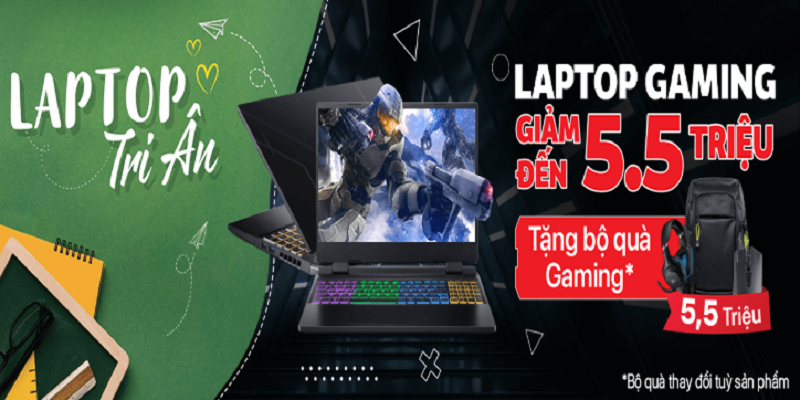 LAPTOP
Tri Ân
LAPTOP GAMING
GIẢM
ĐẾN
5.5 TRIỆU
Tặng bộ quà
Gaming*
5,5 Triệu
*Bộ quà thay đổi tuỳ sản phẩm